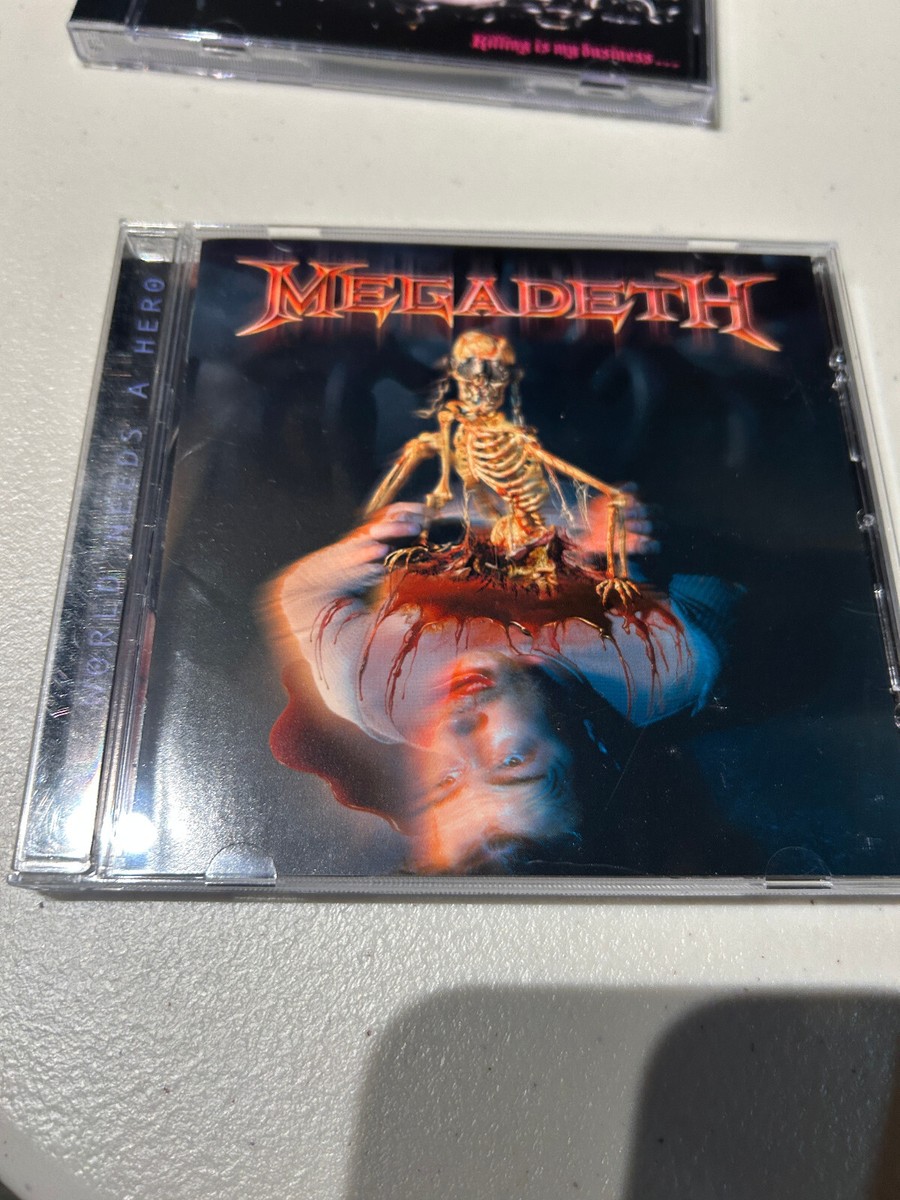 Killing is my business...
MEGADETH
WORLD NEEDS A HERO